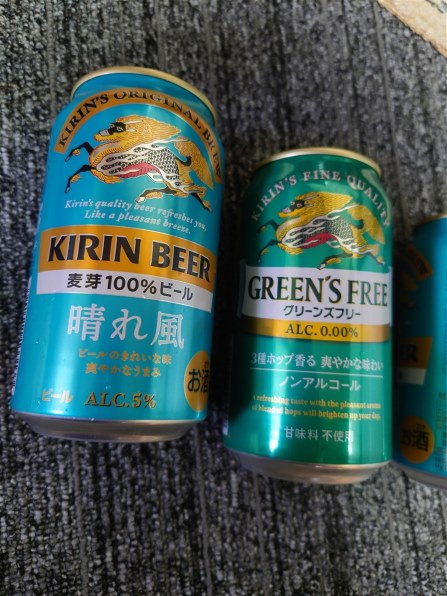 KIRIN'S ORIGINAL BREW
Kirin's quality beer refreshes you,
Like a pleasant breeze.
KIRIN BEER
麦芽100%ビール
晴れ風
ビールのきれいな味
爽やかなうまみ
お酒
ビール ALC.5%
KIRIN'S FINE QUALITY
GREEN'S FREE
グリーンズフリー
ALC.0.00%
3種ホップ香る 爽やかな味わい
ノンアルコール
A refreshing taste with the pleasant aroma
of blended hops will brighten up your day.
甘味料 不使用
お酒